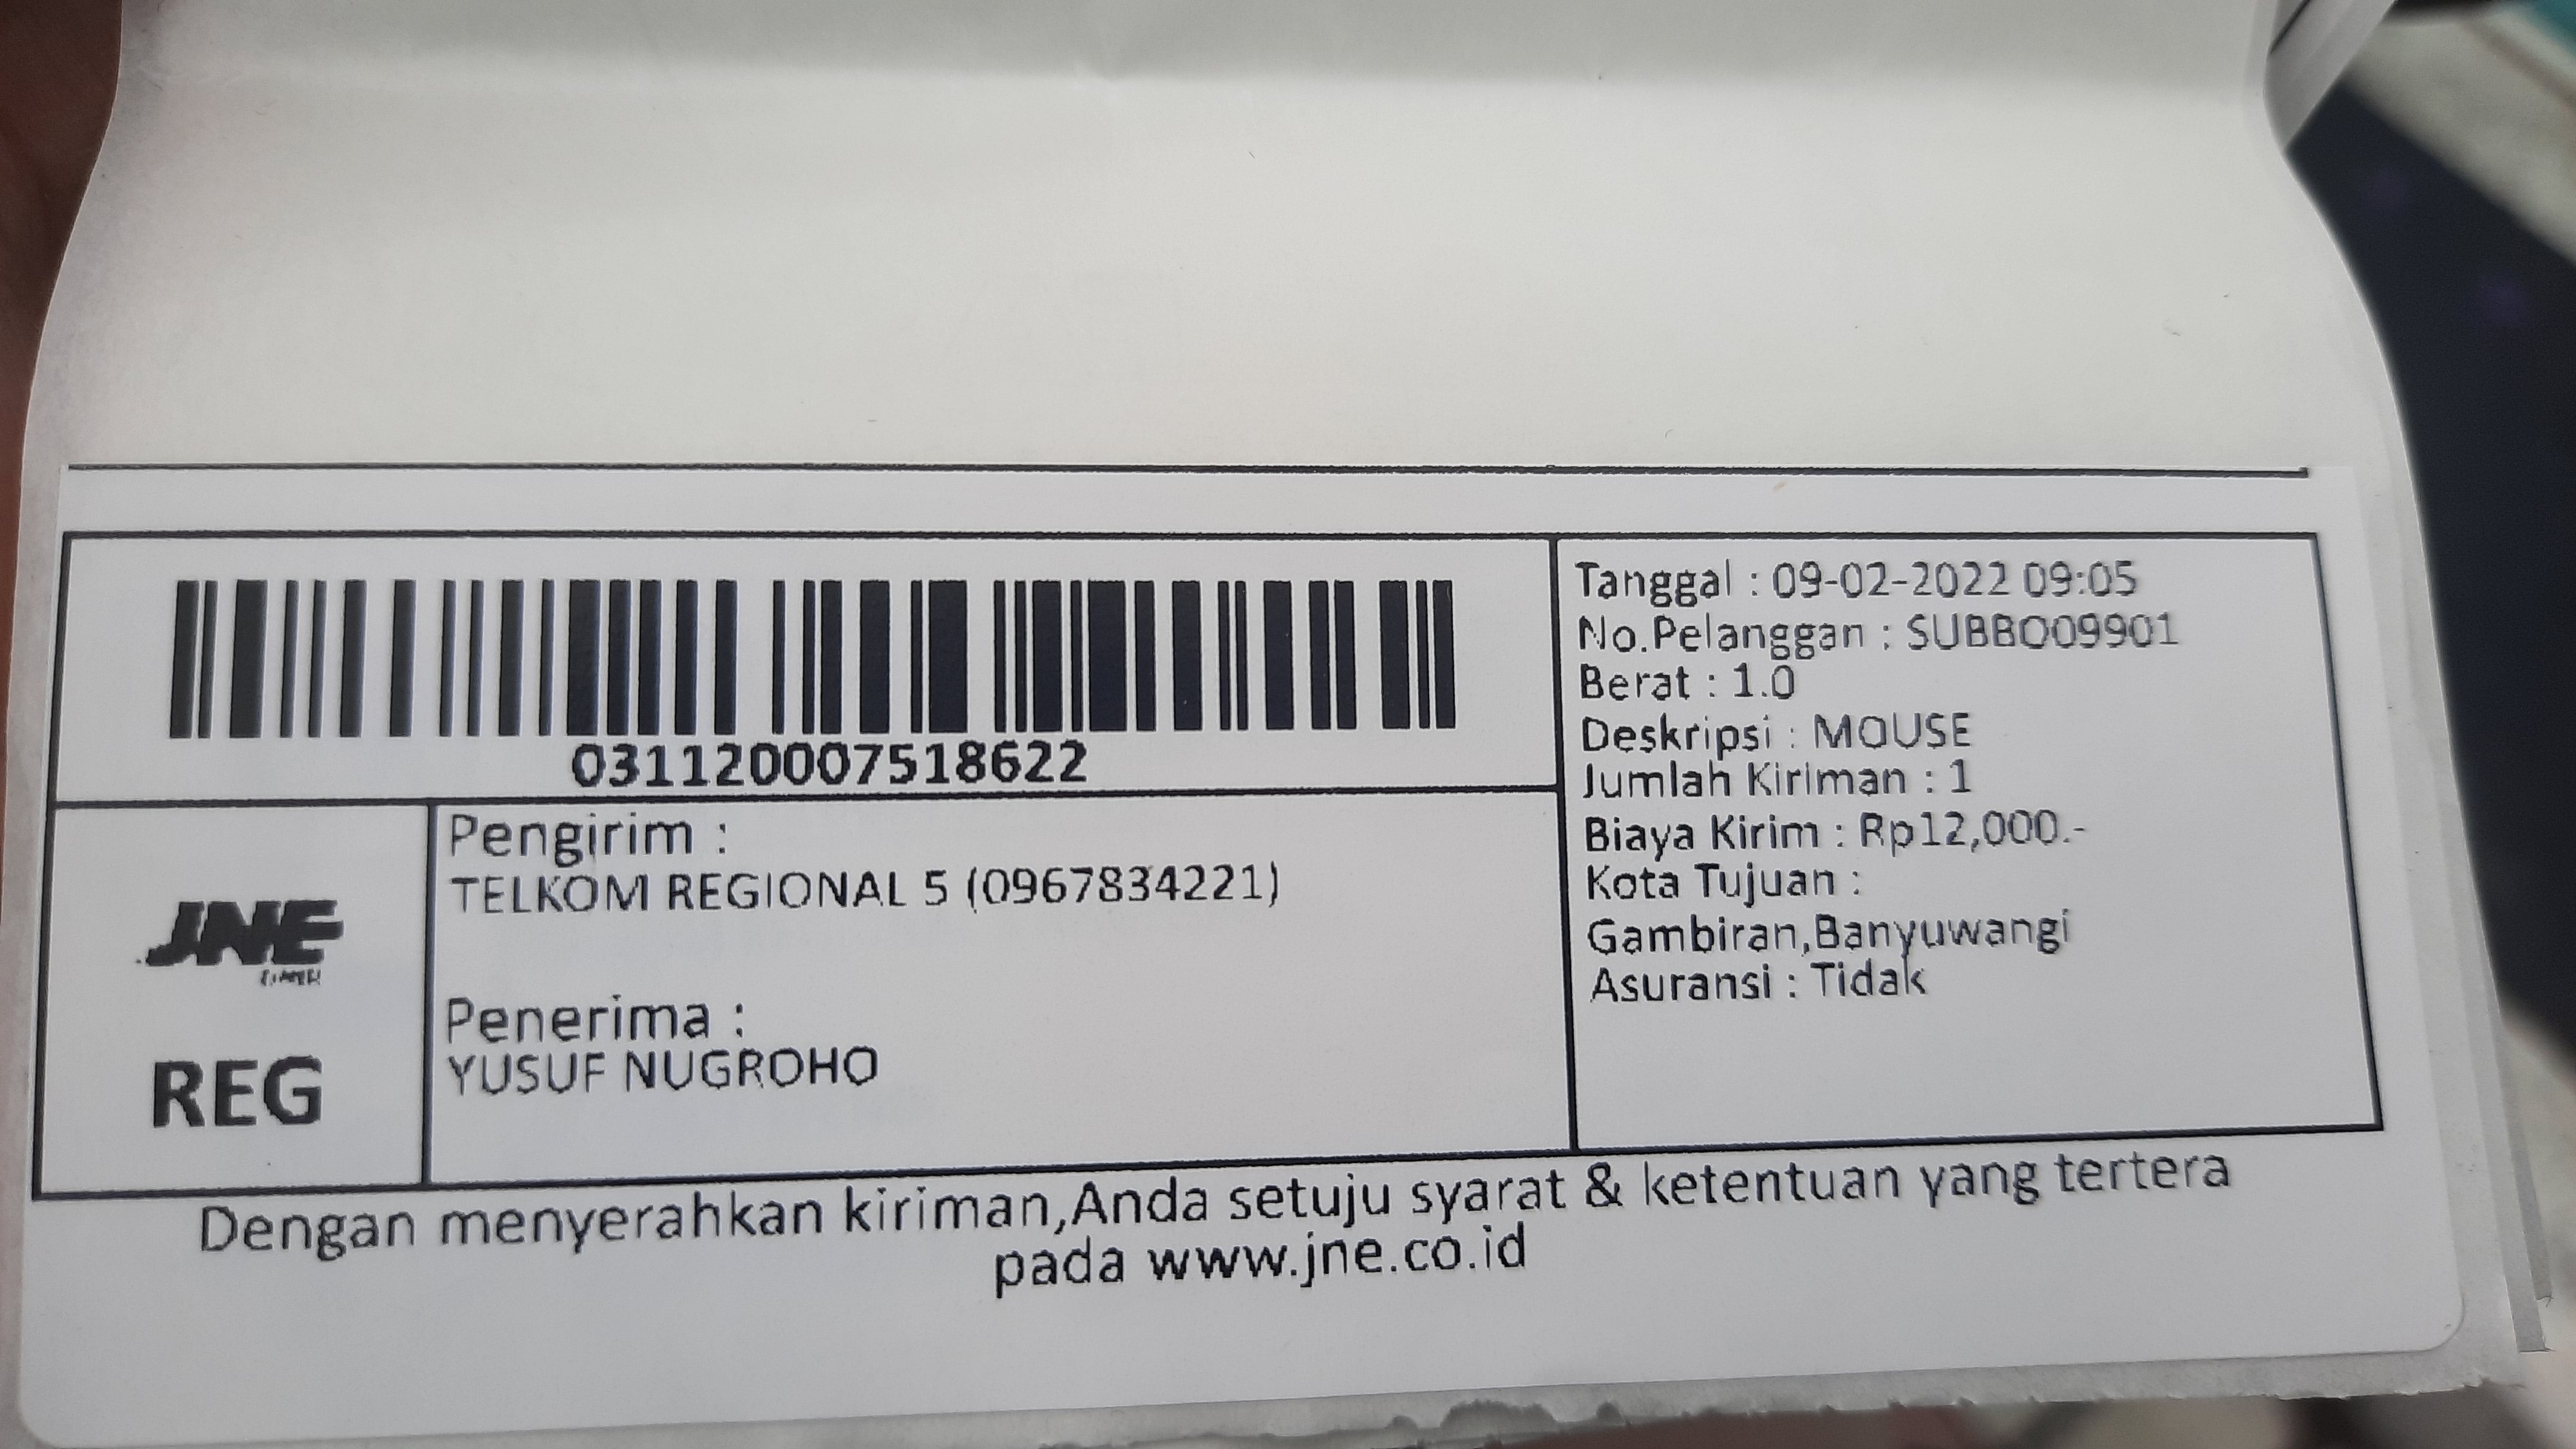 031120007518622
JNE
REG
Pengirim :
TELKOM REGIONAL 5 (0967834221)
Penerima :
YUSUF NUGROHO
Tanggal : 09-02-2022 09:05
No.Pelanggan : SUBBO09901
Berat : 1.0
Deskripsi : MOUSE
Jumlah Kiriman : 1
Biaya Kirim : Rp12,000.-
Kota Tujuan :
Gambiran,Banyuwangi
Asuransi : Tidak
Dengan menyerahkan kiriman,Anda setuju syarat & ketentuan yang tertera
pada www.jne.co.id